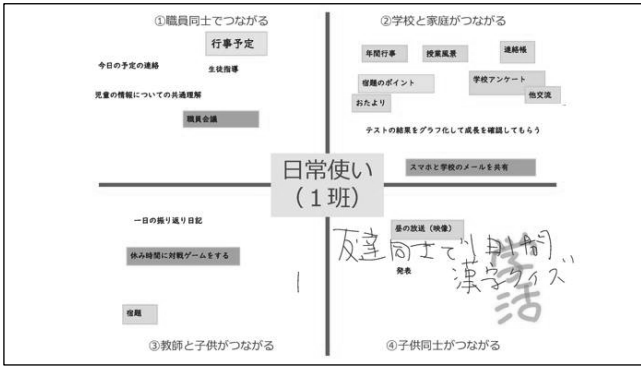 ①職員同士でつながる
行事予定
今日の予定の連絡
生徒指導
児童の情報についての共通理解
職員会議
②学校と家庭がつながる
年間行事
授業風景
連絡帳
宿題のポイント
学校アンケート
おたより
他交流
テストの結果をグラフ化して成長を確認してもらう
スマホと学校のメールを共有
日常使い
(1班)
一日の振り返り日記
休み時間に対戦ゲームをする
宿題
③教師と子供がつながる
昼の放送(映像)
友達同士で
漢字クイズ
発表
学活
④子供同士がつながる